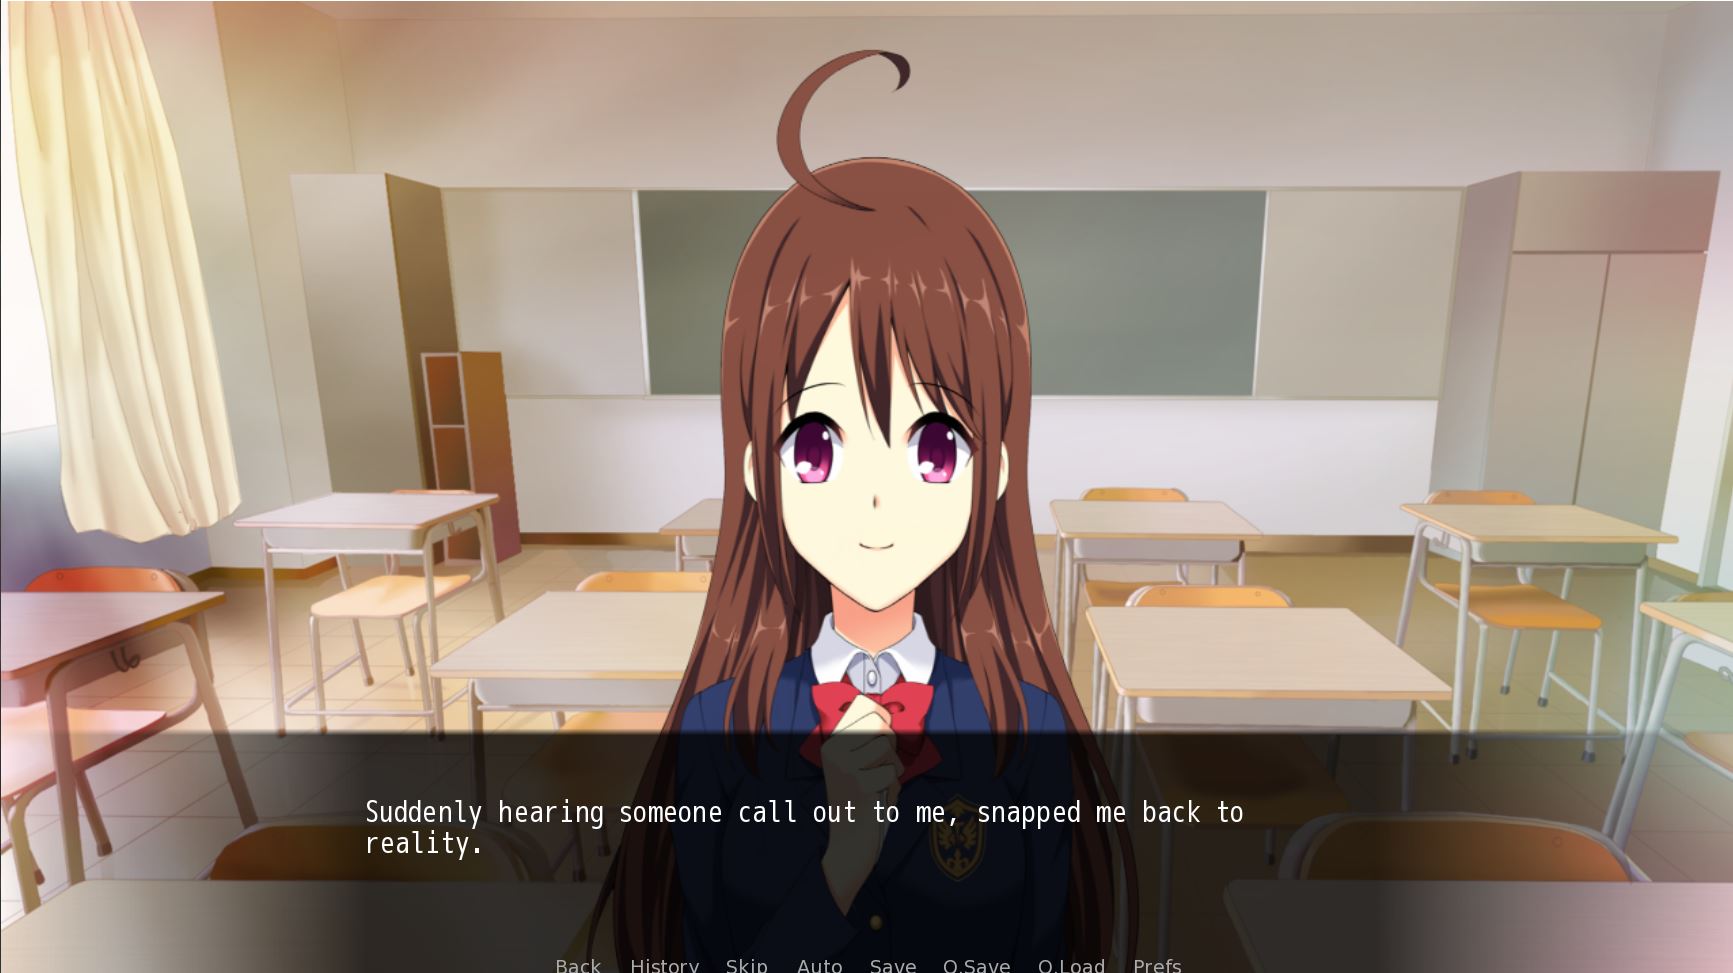 Suddenly hearing someone call out to me, snapped me back to
reality.
Back History Skip Auto Save Q.Save Q.Load Prefs